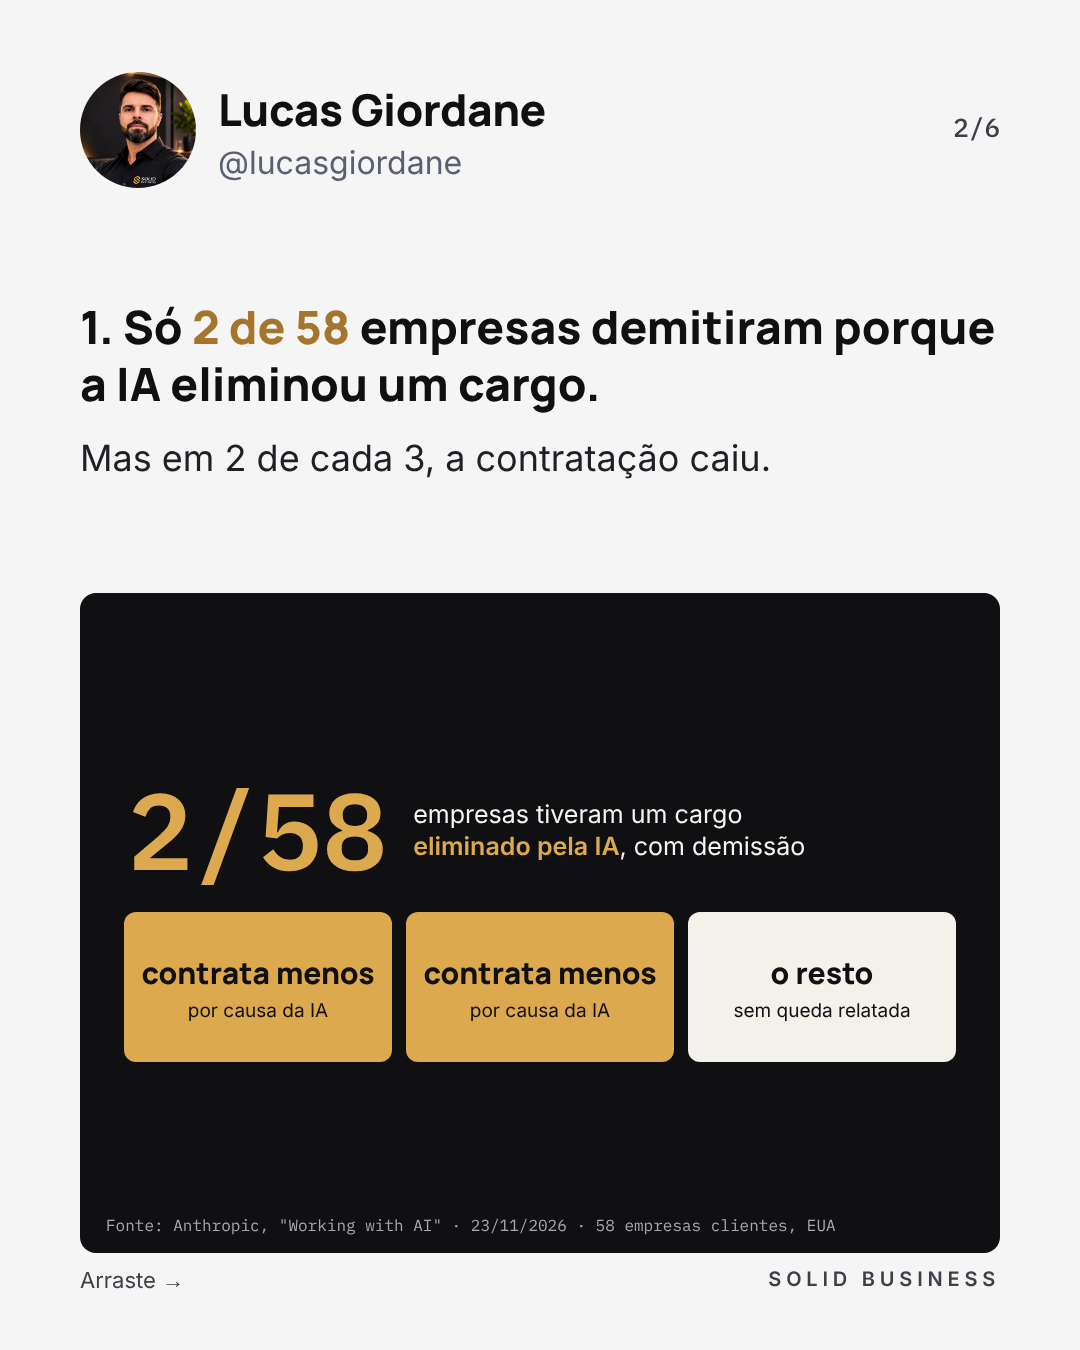 Lucas Giordane
@lucasgiordane
2/6
1. Só 2 de 58 empresas demitiram porque
a IA eliminou um cargo.
Mas em 2 de cada 3, a contratação caiu.
2/58
empresas tiveram um cargo
eliminado pela IA, com demissão
contrata menos
por causa da IA
contrata menos
por causa da IA
o resto
sem queda relatada
Fonte: Anthropic, "Working with AI" · 23/11/2026 · 58 empresas clientes, EUA
Arraste →
SOLID BUSINESS